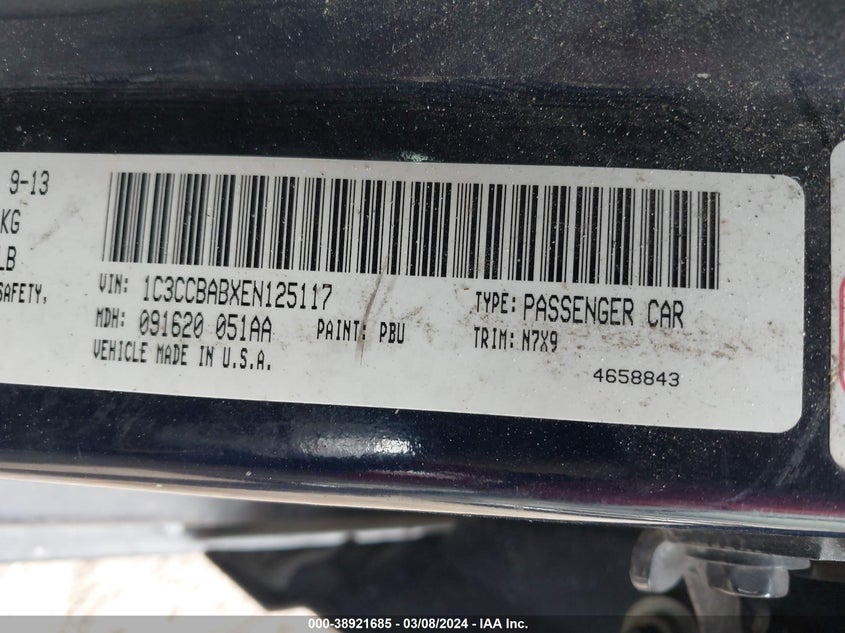 9-13
KG
LB
SAFETY,
VIN: 1C3CCBABXEN125117
TYPE: PASSENGER CAR
MDH: 091620 051AA
PAINT: PBU
TRIM: N7X9
VEHICLE MADE IN U.S.A.
4658843
000-38921685 - 03/08/2024 - IAA Inc.